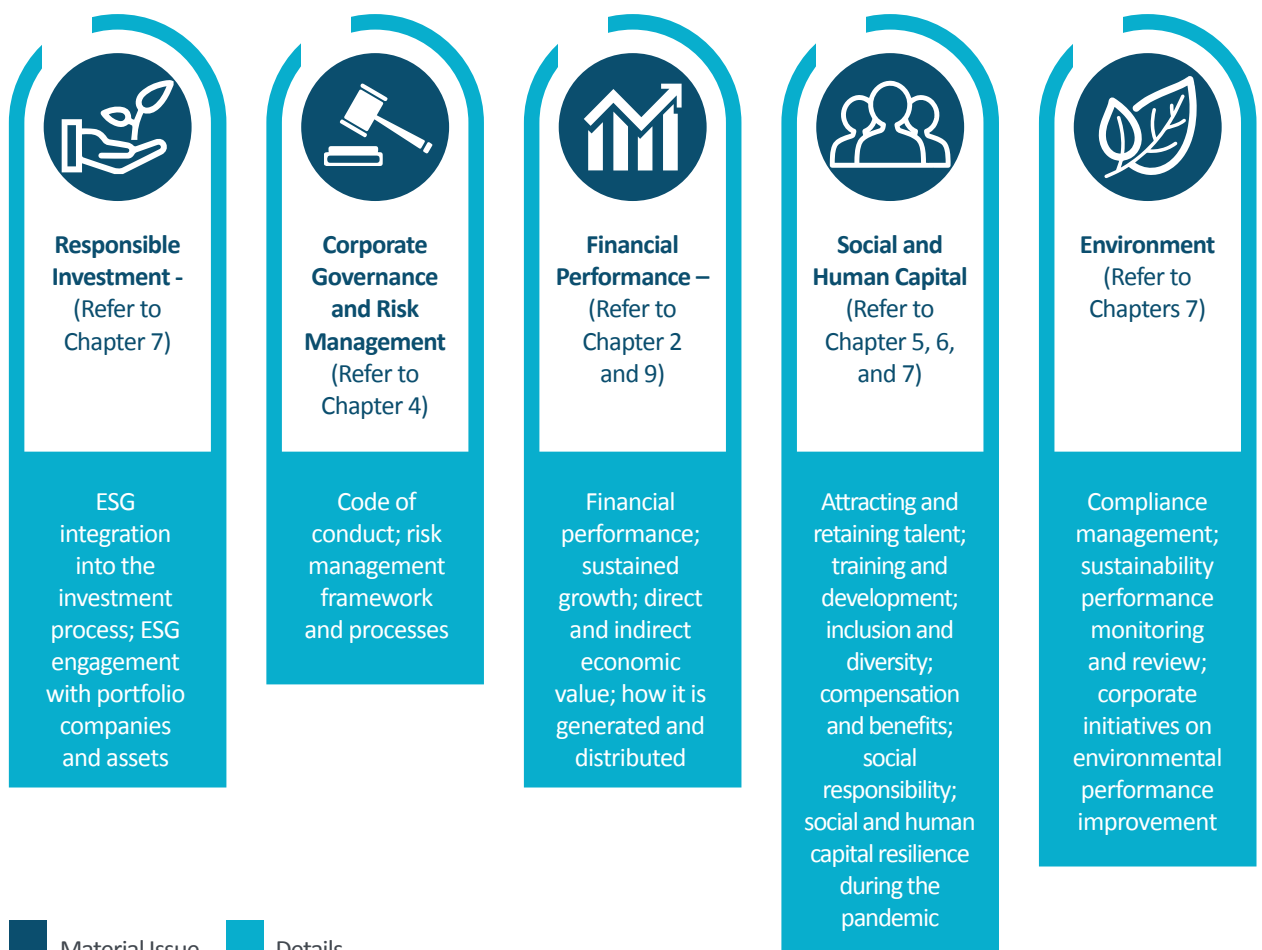 Responsible
Investment -
(Refer to
Chapter 7)
ESG
integration
into the
investment
process; ESG
engagement
with portfolio
companies
and assets
Corporate
Governance
and Risk
Management
(Refer to
Chapter 4)
Code of
conduct; risk
management
framework
and processes
Financial
Performance –
(Refer to
Chapter 2
and 9)
Financial
performance;
sustained
growth; direct
and indirect
economic
value; how it is
generated and
distributed
Social and
Human Capital
(Refer to
Chapter 5, 6,
and 7)
Attracting and
retaining talent;
training and
development;
inclusion and
diversity;
compensation
and benefits;
social
responsibility;
social and human
capital resilience
during the
pandemic
Environment
(Refer to
Chapters 7)
Compliance
management;
sustainability
performance
monitoring
and review;
corporate
initiatives on
environmental
performance
improvement
Material Issue
Details